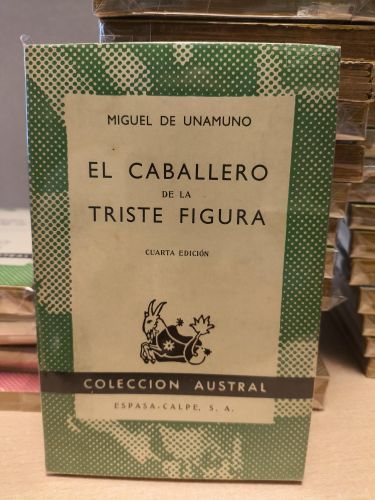 MIGUEL DE UNAMUNO
EL CABALLERO
DE LA
TRISTE FIGURA
CUARTA EDICIÓN
COLECCION AUSTRAL
ESPASA-CALPE, S. A.